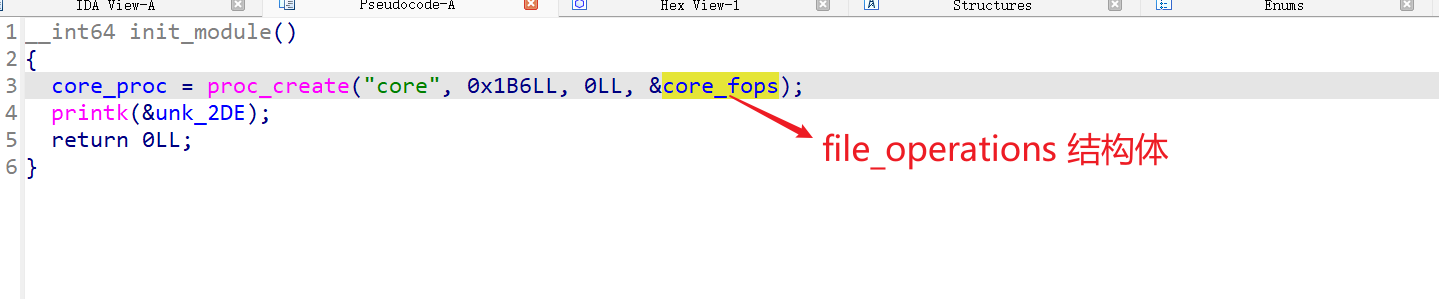 IDA View-A Pseudocode-A Hex View-1 Structures Enums
1 __int64 init_module()
2 {
3 core_proc = proc_create("core", 0x1B6LL, 0LL, &core_fops);
4 printk(&unk_2DE);
file_operations 结构体
5 return 0LL;
6 }